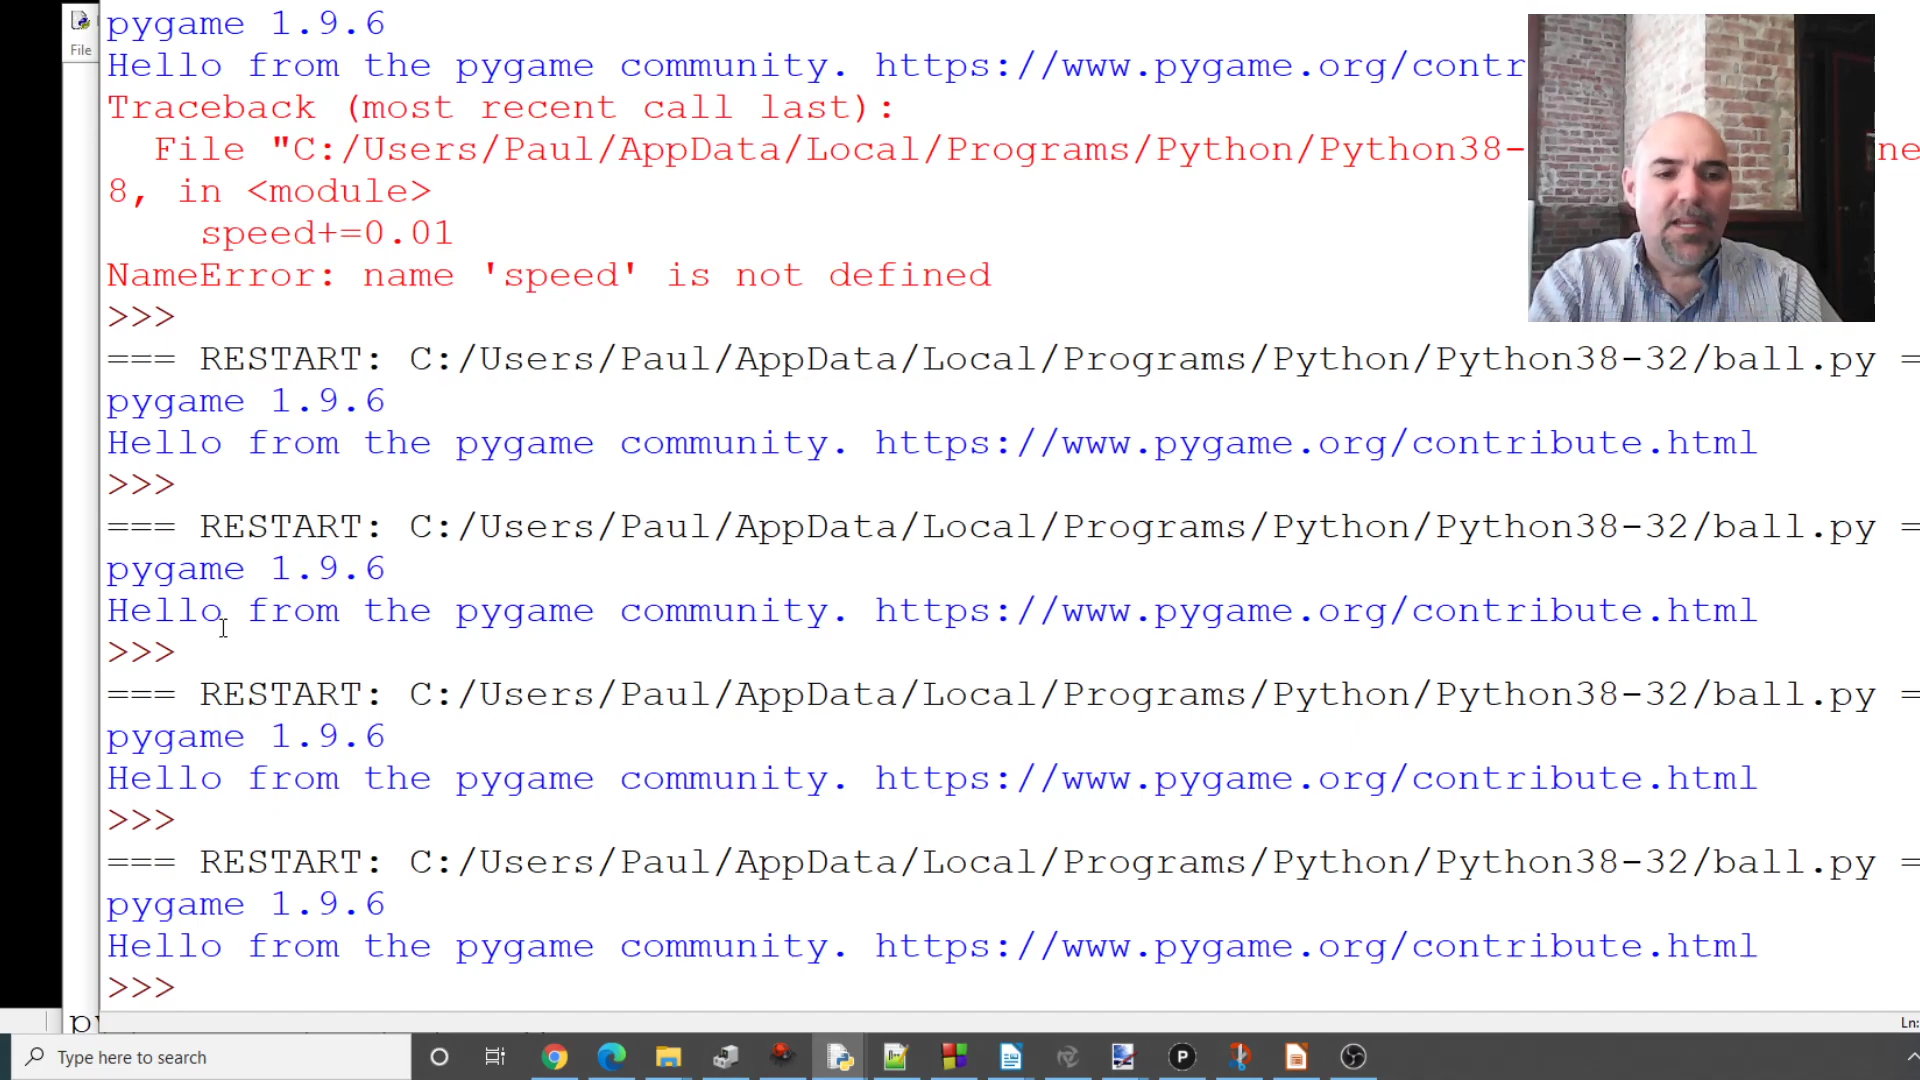 pygame 1.9.6
File
Hello from the pygame community. https://www.pygame.org/contr
Traceback (most recent call last):
File "C:/Users/Paul/AppData/Local/Programs/Python/Python38- ne
8, in <module>
speed+=0.01
NameError: name 'speed' is not defined
>>>
=== RESTART: C:/Users/Paul/AppData/Local/Programs/Python/Python38-32/ball.py =
pygame 1.9.6
Hello from the pygame community. https://www.pygame.org/contribute.html
>>>
=== RESTART: C:/Users/Paul/AppData/Local/Programs/Python/Python38-32/ball.py =
pygame 1.9.6
Hello from the pygame community. https://www.pygame.org/contribute.html
>>>
=== RESTART: C:/Users/Paul/AppData/Local/Programs/Python/Python38-32/ball.py =
pygame 1.9.6
Hello from the pygame community. https://www.pygame.org/contribute.html
>>>
=== RESTART: C:/Users/Paul/AppData/Local/Programs/Python/Python38-32/ball.py =
pygame 1.9.6
Hello from the pygame community. https://www.pygame.org/contribute.html
>>>
Ln:
Type here to search